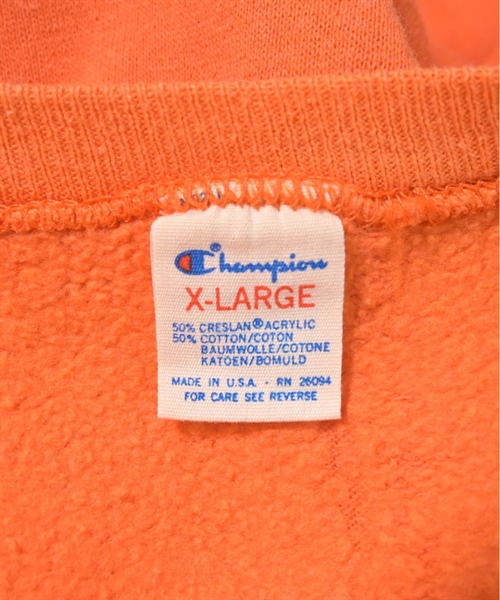 Champion®
X-LARGE
50% CRESLAN® ACRYLIC
50% COTTON/COTON
BAUMWOLLE/COTONE
KATOEN/BOMULD
MADE IN U.S.A. • RN 26094
FOR CARE SEE REVERSE